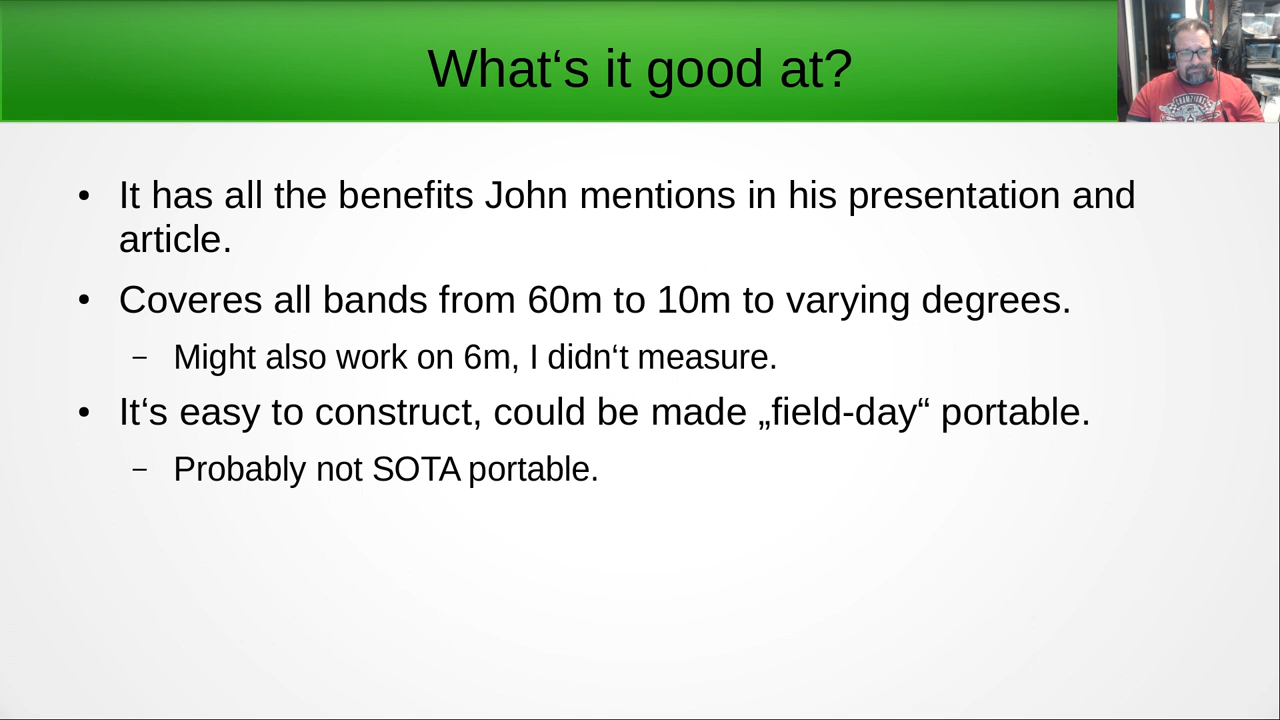 What‘s it good at?
CHAMPIONS
• It has all the benefits John mentions in his presentation and
article.
• Coveres all bands from 60m to 10m to varying degrees.
– Might also work on 6m, I didn‘t measure.
• It‘s easy to construct, could be made „field-day“ portable.
– Probably not SOTA portable.